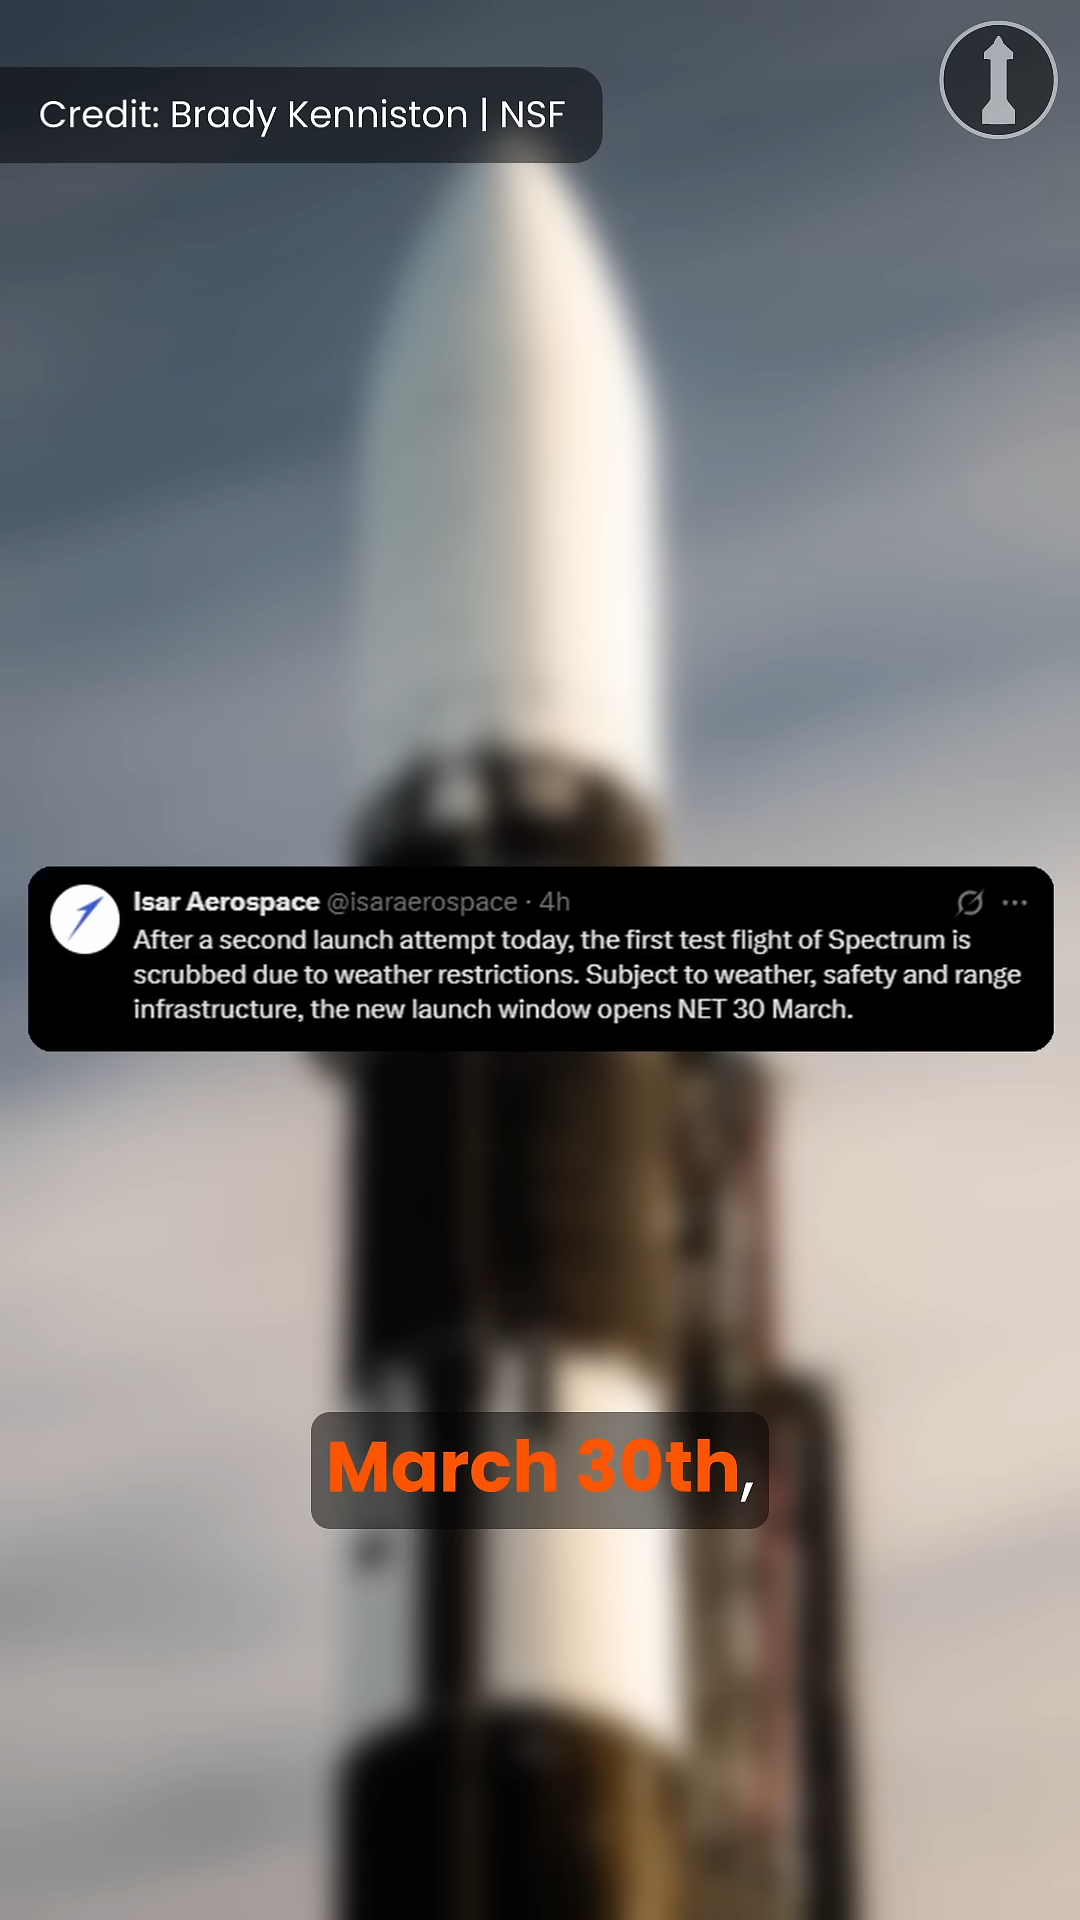 Credit: Brady Kenniston | NSF
Isar Aerospace @isaraerospace · 4h
After a second launch attempt today, the first test flight of Spectrum is
scrubbed due to weather restrictions. Subject to weather, safety and range
infrastructure, the new launch window opens NET 30 March.
March 30th,